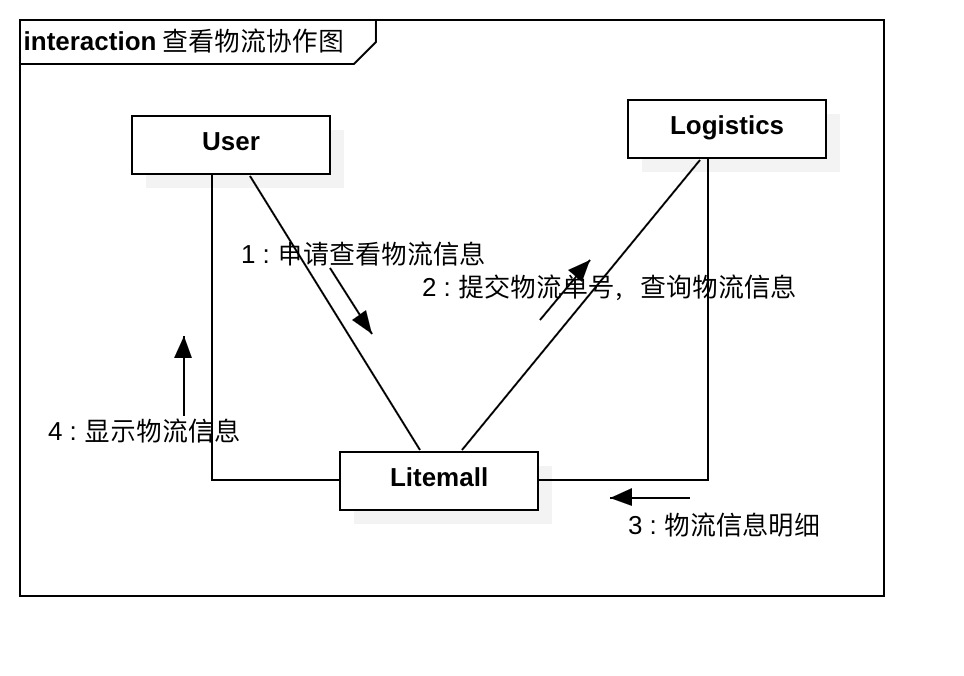 interaction 查看物流协作图
User
Logistics
1 : 申请查看物流信息
2 : 提交物流单号，查询物流信息
4 : 显示物流信息
Litemall
3 : 物流信息明细